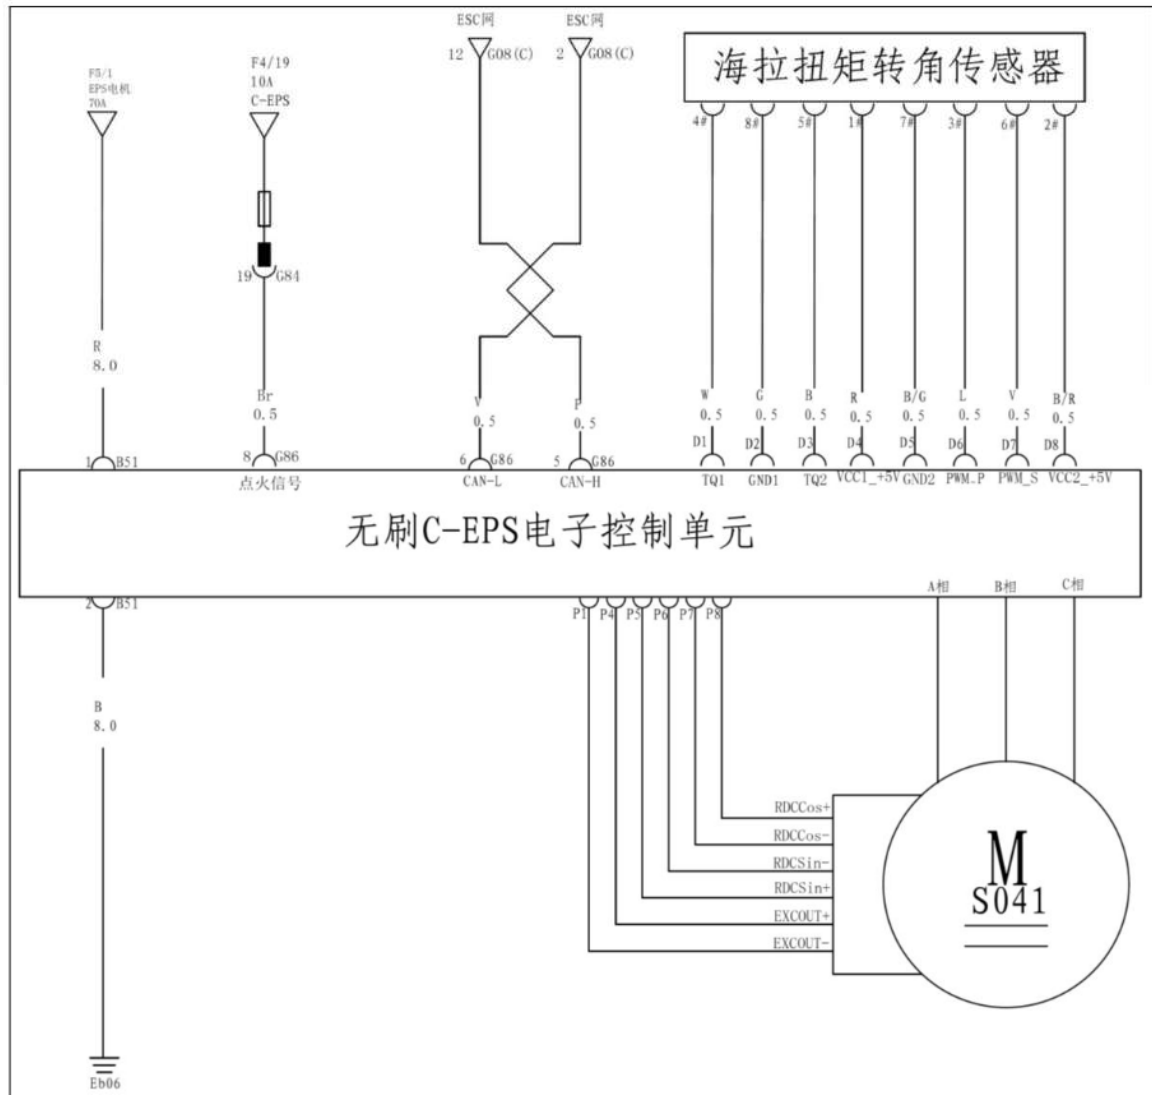 ESC网
ESC网
12 G08(C)
2 G08(C)
F5/1
EPS电机
70A
F4/19
10A
C-EPS
海拉扭矩转角传感器
4# 8# 5# 1# 7# 3# 6# 2#
19 G84
R
8.0
Br
0.5
V
0.5
P
0.5
W
0.5
G
0.5
B
0.5
R
0.5
B/G
0.5
L
0.5
V
0.5
B/R
0.5
1 B51
8 G86
6 G86
5 G86
D1 D2 D3 D4 D5 D6 D7 D8
点火信号 CAN-L CAN-H TQ1 GND1 TQ2 VCC1_+5V GND2 PWM-P PWM_S VCC2_+5V
无刷C-EPS电子控制单元
A相 B相 C相
2 B51
P1 P4 P5 P6 P7 P8
B
8.0
RDCCos+
RDCCos-
RDCSin-
RDCSin+
EXCOUT+
EXCOUT-
M
S041
Eb06